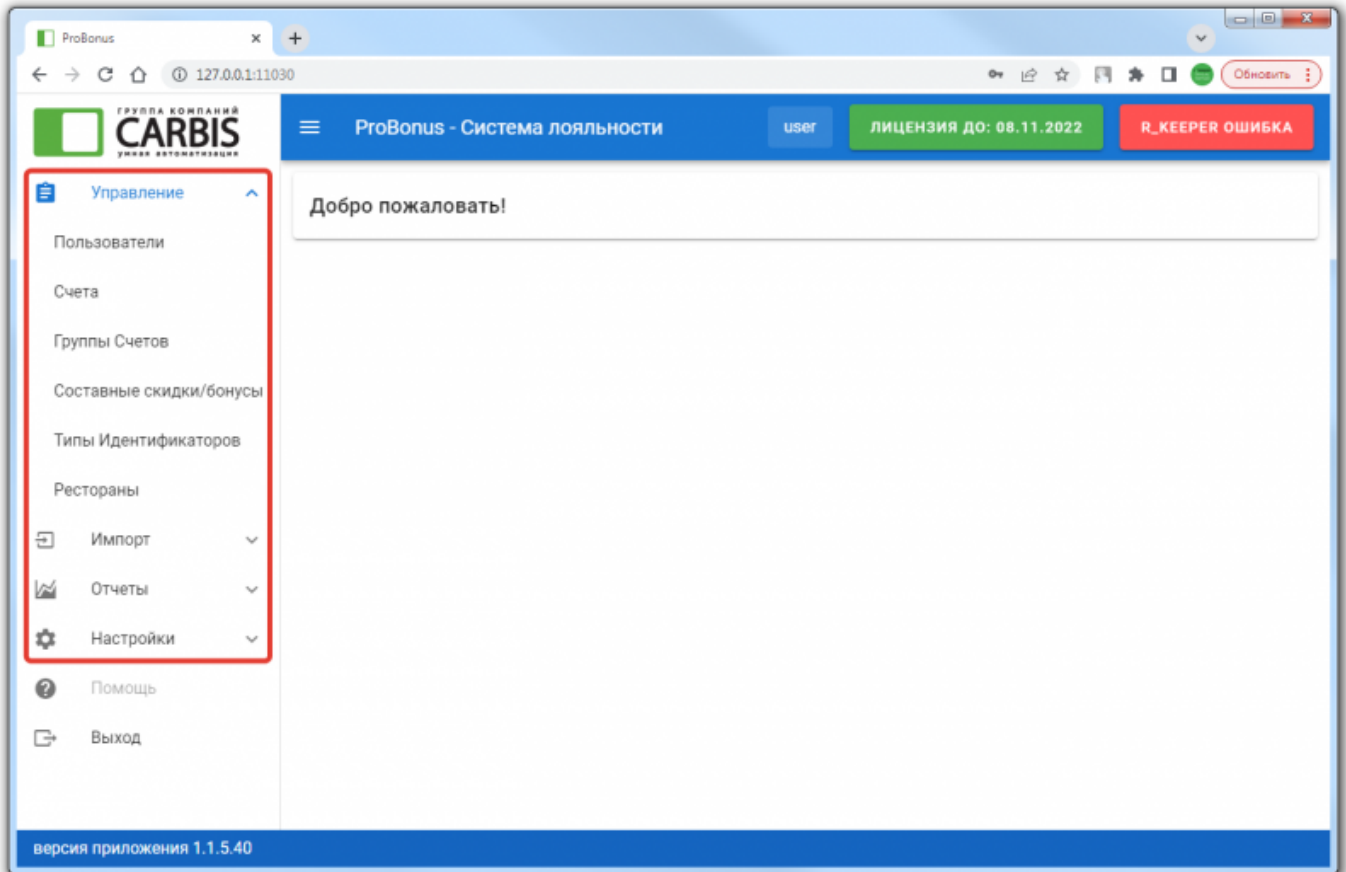 ProBonus
127.0.0.1:11030
Обновить
ГРУППА КОМПАНИЙ
CARBIS
умная автоматизация
ProBonus - Система лояльности
user
ЛИЦЕНЗИЯ ДО: 08.11.2022
R_KEEPER ОШИБКА
Управление
Добро пожаловать!
Пользователи
Счета
Группы Счетов
Составные скидки/бонусы
Типы Идентификаторов
Рестораны
Импорт
Отчеты
Настройки
Помощь
Выход
версия приложения 1.1.5.40